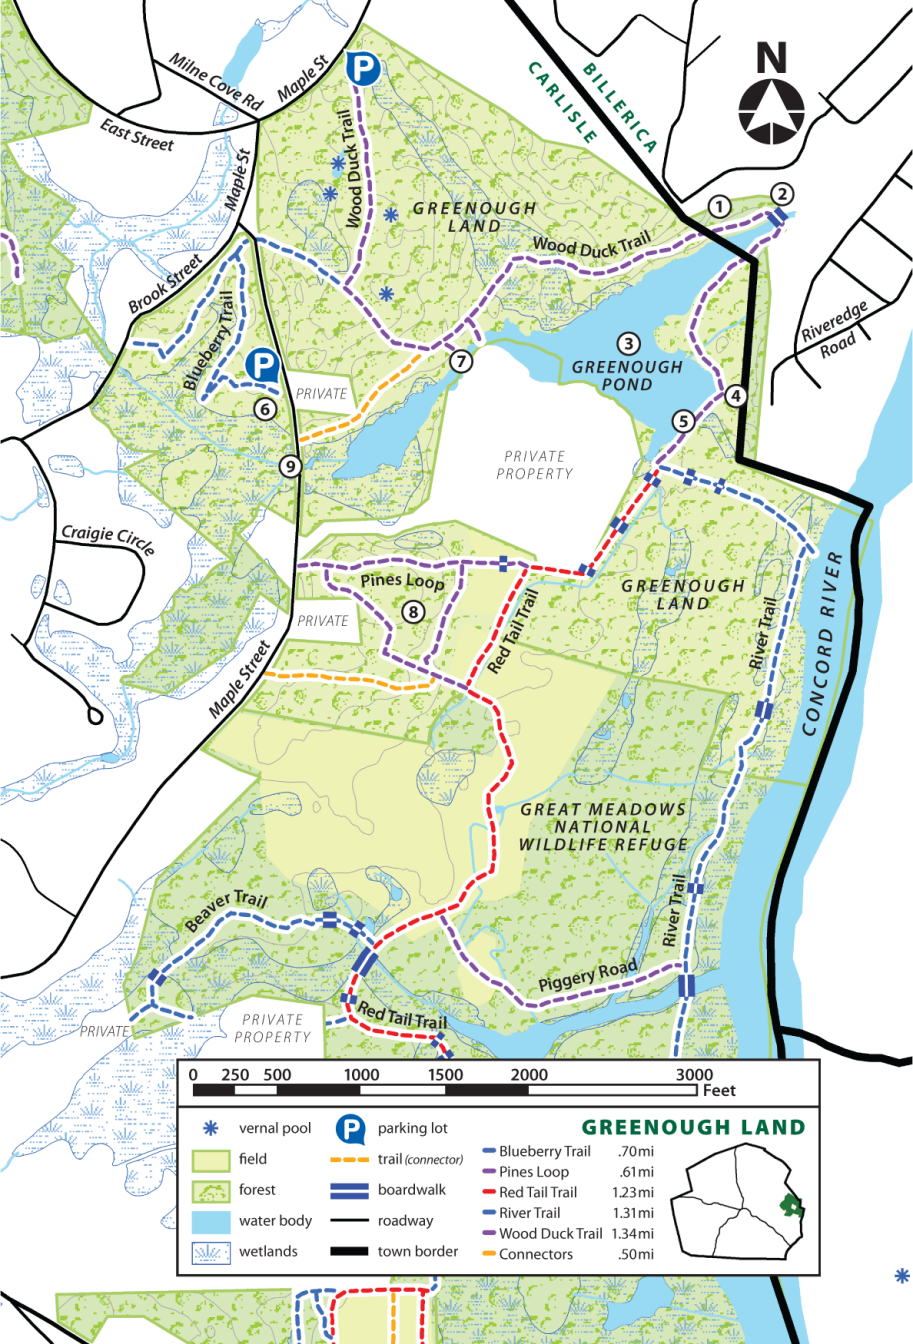 P
Milne Cove Rd
Maple St
East Street
Maple St
Wood Duck Trail
BILLERICA
CARLISLE
N
1
2
GREENOUGH
LAND
Wood Duck Trail
Brook Street
Blueberry Trail
P
PRIVATE
6
7
3
GREENOUGH
POND
Riveredge
Road
4
5
9
PRIVATE
PROPERTY
Craigie Circle
Pines Loop
8
PRIVATE
Red Tail Trail
GREENOUGH
LAND
River Trail
CONCORD RIVER
Maple Street
GREAT MEADOWS
NATIONAL
WILDLIFE REFUGE
Beaver Trail
River Trail
Piggery Road
PRIVATE
PRIVATE
PROPERTY
Red Tail Trail
0 250 500 1000 1500 2000 3000
Feet
vernal pool
field
forest
water body
wetlands
P parking lot
trail (connector)
boardwalk
roadway
town border
GREENOUGH LAND
Blueberry Trail .70mi
Pines Loop .61mi
Red Tail Trail 1.23mi
River Trail 1.31mi
Wood Duck Trail 1.34mi
Connectors .50mi